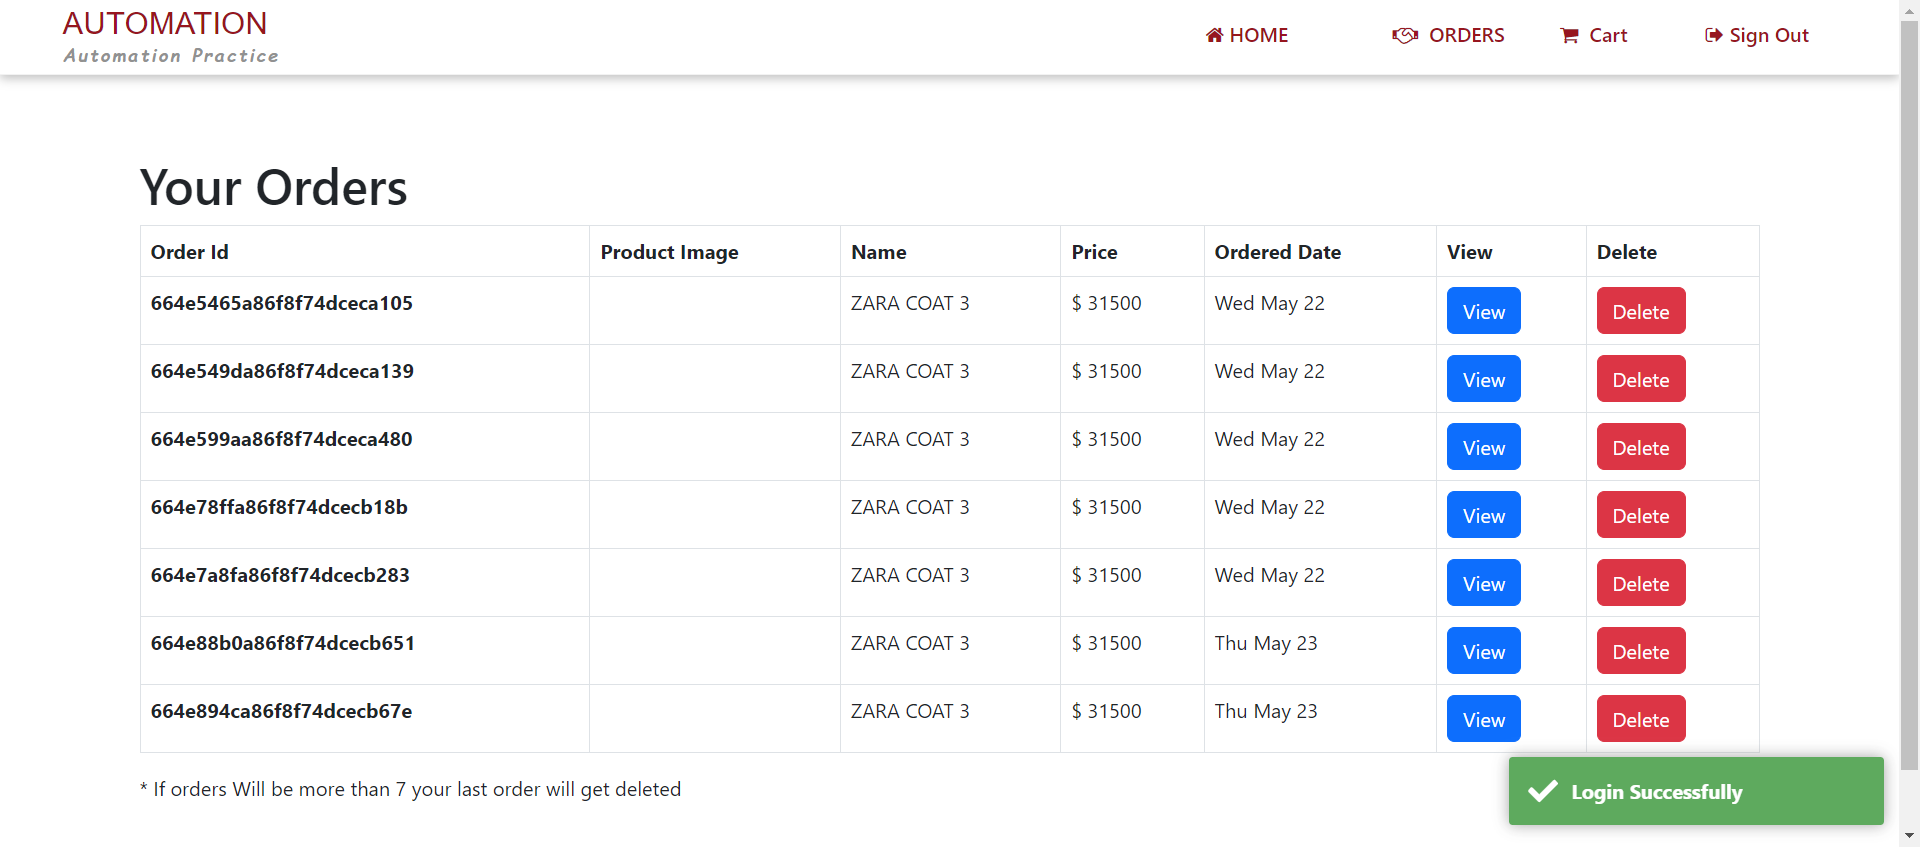 AUTOMATION
Automation Practice
HOME ORDERS Cart Sign Out
Your Orders
Order Id Product Image Name Price Ordered Date View Delete
664e5465a86f8f74dceca105 ZARA COAT 3 $ 31500 Wed May 22 View Delete
664e549da86f8f74dceca139 ZARA COAT 3 $ 31500 Wed May 22 View Delete
664e599aa86f8f74dceca480 ZARA COAT 3 $ 31500 Wed May 22 View Delete
664e78ffa86f8f74dcecb18b ZARA COAT 3 $ 31500 Wed May 22 View Delete
664e7a8fa86f8f74dcecb283 ZARA COAT 3 $ 31500 Wed May 22 View Delete
664e88b0a86f8f74dcecb651 ZARA COAT 3 $ 31500 Thu May 23 View Delete
664e894ca86f8f74dcecb67e ZARA COAT 3 $ 31500 Thu May 23 View Delete
* If orders Will be more than 7 your last order will get deleted
Login Successfully